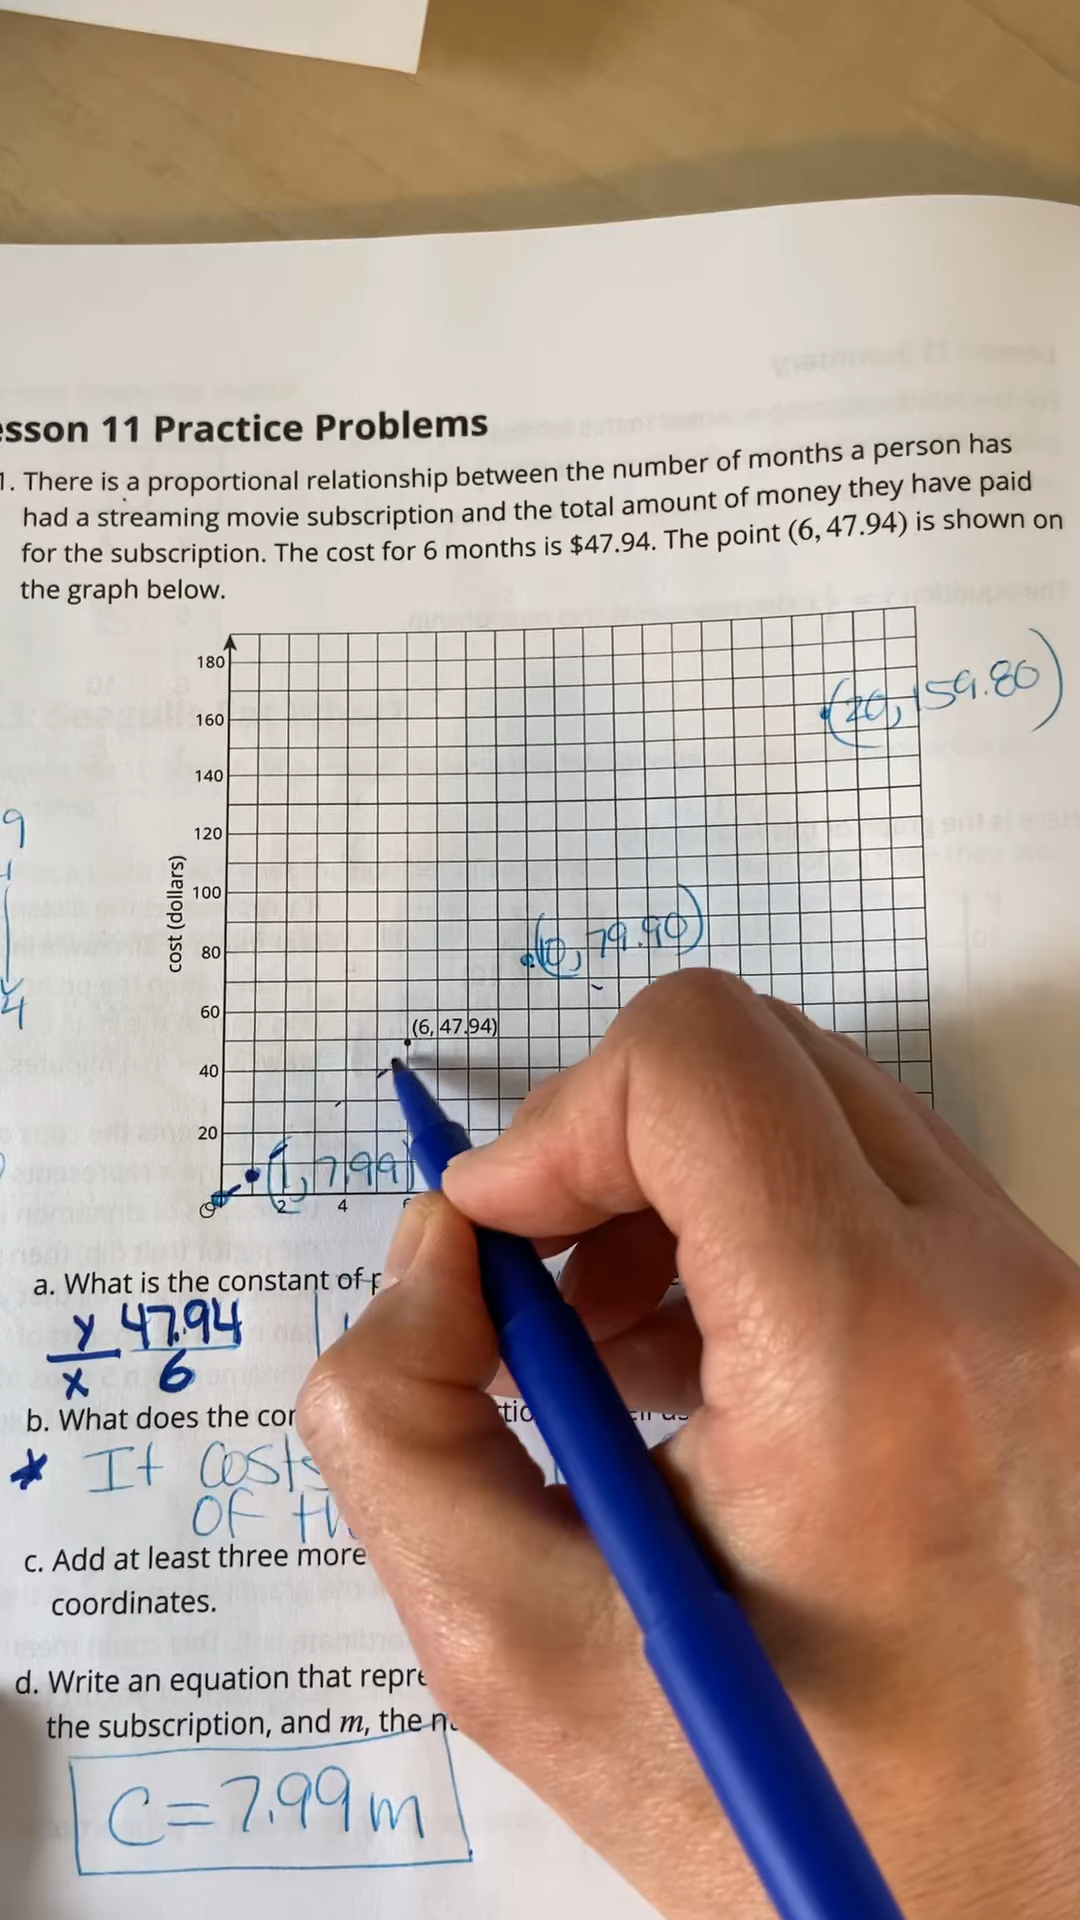 esson 11 Practice Problems
1. There is a proportional relationship between the number of months a person has
had a streaming movie subscription and the total amount of money they have paid
for the subscription. The cost for 6 months is $47.94. The point (6, 47.94) is shown on
the graph below.
180
160
(20, 159.80)
140
9
120
cost (dollars)
100
80
(10, 79.90)
4
60
(6, 47.94)
40
20
(1, 7.99)
2 4
a. What is the constant of
y 47.94
x 6
b. What does the
It costs
of
c. Add at least three more
coordinates.
d. Write an equation that
the subscription, and m, the
C = 7.99m